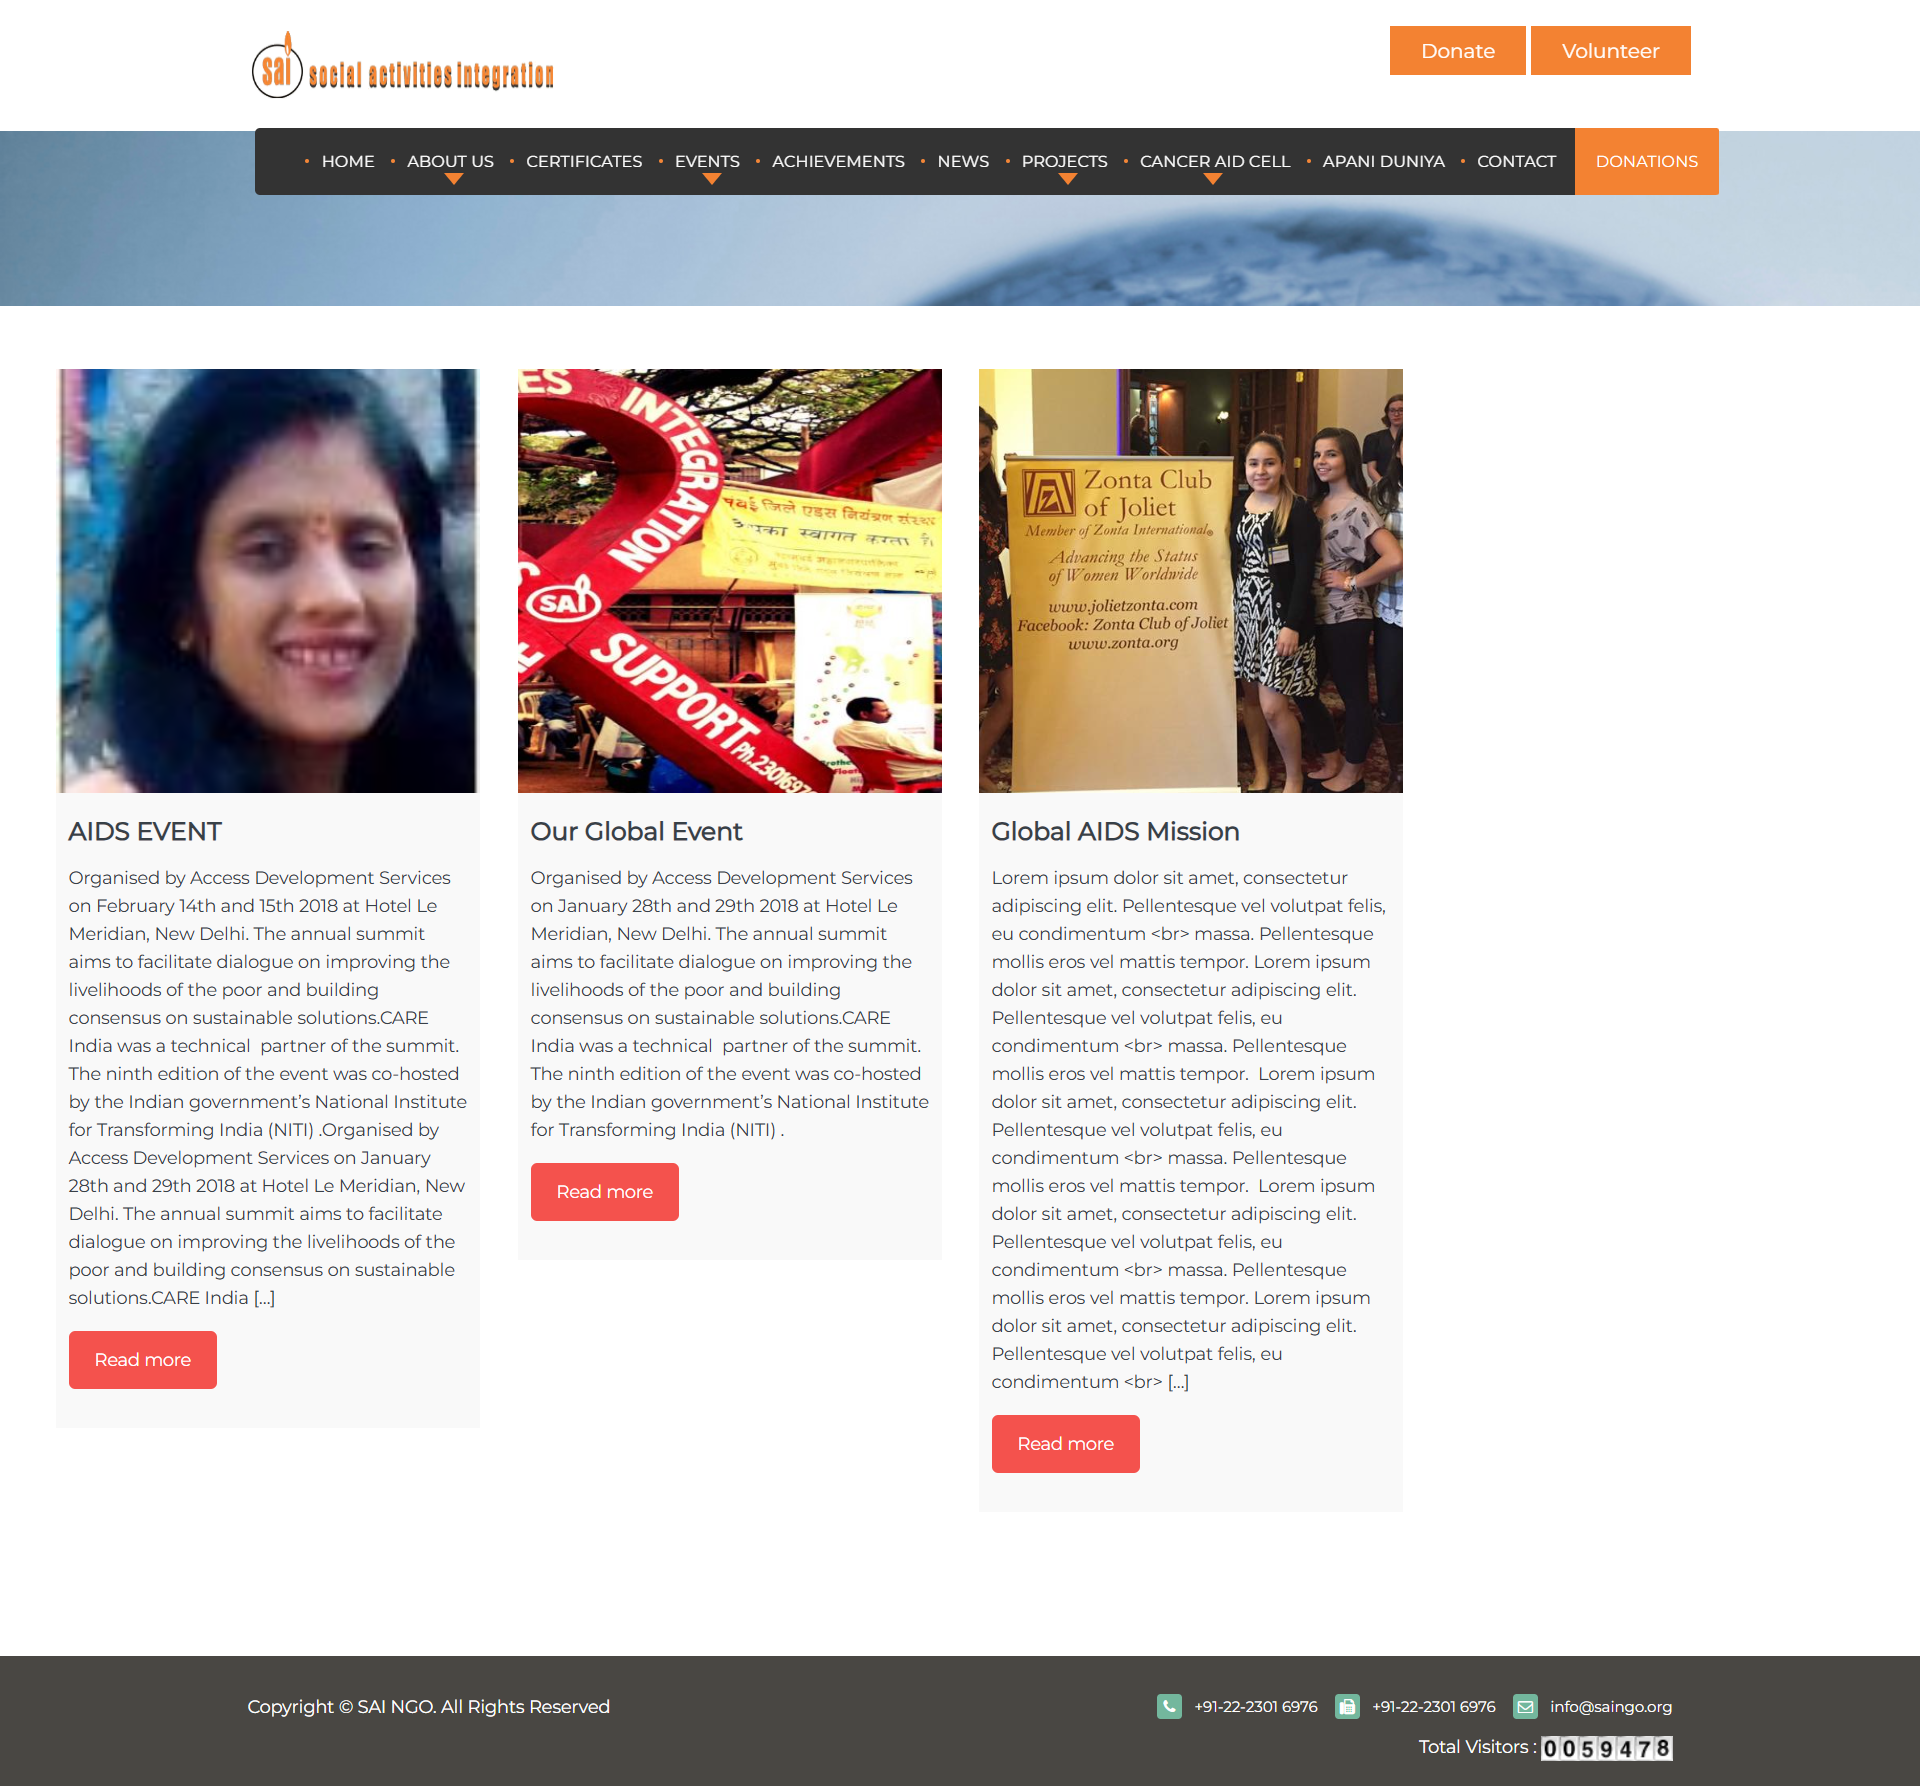 sai social activities integration
Donate
Volunteer
HOME
ABOUT US
CERTIFICATES
EVENTS
ACHIEVEMENTS
NEWS
PROJECTS
CANCER AID CELL
APANI DUNIYA
CONTACT
DONATIONS
ES INTEGRATION
SAI
SUPPORT
Ph.2301697
जिले एड्स नियंत्रण
स्वागत करता है।
Zonta Club
of Joliet
Member of Zonta International®
Advancing the Status
of Women Worldwide
www.jolietzonta.com
Facebook: Zonta Club of Joliet
www.zonta.org
AIDS EVENT
Organised by Access Development Services
on February 14th and 15th 2018 at Hotel Le
Meridian, New Delhi. The annual summit
aims to facilitate dialogue on improving the
livelihoods of the poor and building
consensus on sustainable solutions.CARE
India was a technical  partner of the summit.
The ninth edition of the event was co-hosted
by the Indian government’s National Institute
for Transforming India (NITI) .Organised by
Access Development Services on January
28th and 29th 2018 at Hotel Le Meridian, New
Delhi. The annual summit aims to facilitate
dialogue on improving the livelihoods of the
poor and building consensus on sustainable
solutions.CARE India [...]
Read more
Our Global Event
Organised by Access Development Services
on January 28th and 29th 2018 at Hotel Le
Meridian, New Delhi. The annual summit
aims to facilitate dialogue on improving the
livelihoods of the poor and building
consensus on sustainable solutions.CARE
India was a technical  partner of the summit.
The ninth edition of the event was co-hosted
by the Indian government’s National Institute
for Transforming India (NITI) .
Read more
Global AIDS Mission
Lorem ipsum dolor sit amet, consectetur
adipiscing elit. Pellentesque vel volutpat felis,
eu condimentum <br> massa. Pellentesque
mollis eros vel mattis tempor. Lorem ipsum
dolor sit amet, consectetur adipiscing elit.
Pellentesque vel volutpat felis, eu
condimentum <br> massa. Pellentesque
mollis eros vel mattis tempor.  Lorem ipsum
dolor sit amet, consectetur adipiscing elit.
Pellentesque vel volutpat felis, eu
condimentum <br> massa. Pellentesque
mollis eros vel mattis tempor.  Lorem ipsum
dolor sit amet, consectetur adipiscing elit.
Pellentesque vel volutpat felis, eu
condimentum <br> massa. Pellentesque
mollis eros vel mattis tempor. Lorem ipsum
dolor sit amet, consectetur adipiscing elit.
Pellentesque vel volutpat felis, eu
condimentum <br> [...]
Read more
Copyright © SAI NGO. All Rights Reserved
+91-22-2301 6976
+91-22-2301 6976
info@saingo.org
Total Visitors : 0059478